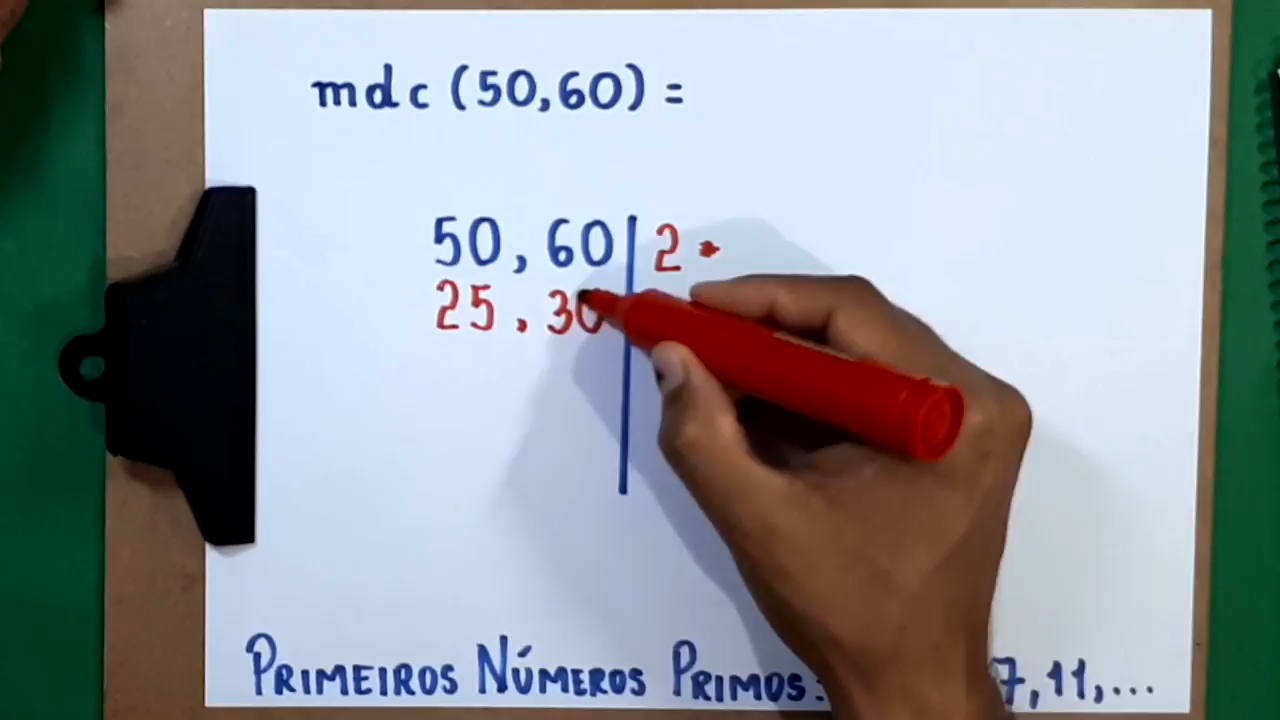 mdc (50,60) =
50, 60 | 2 •
25, 30
PRIMEIROS NÚMEROS PRIMOS: 7, 11, ...